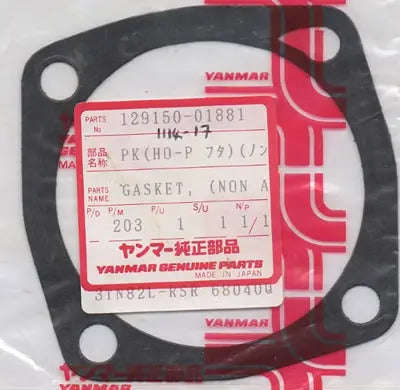 YANMAR
PARTS No 129150-01881
1114-17
部品名称 PK(HO-P フタ)(ノン
PARTS NAME GASKET, (NON A
P/O P/M P/U S/U N/P
203 1 1 1/1
ヤンマー純正部品
YANMAR GENUINE PARTS
MADE IN JAPAN
3TN82L-RSR 68040Q
YANMAR
YANMAR